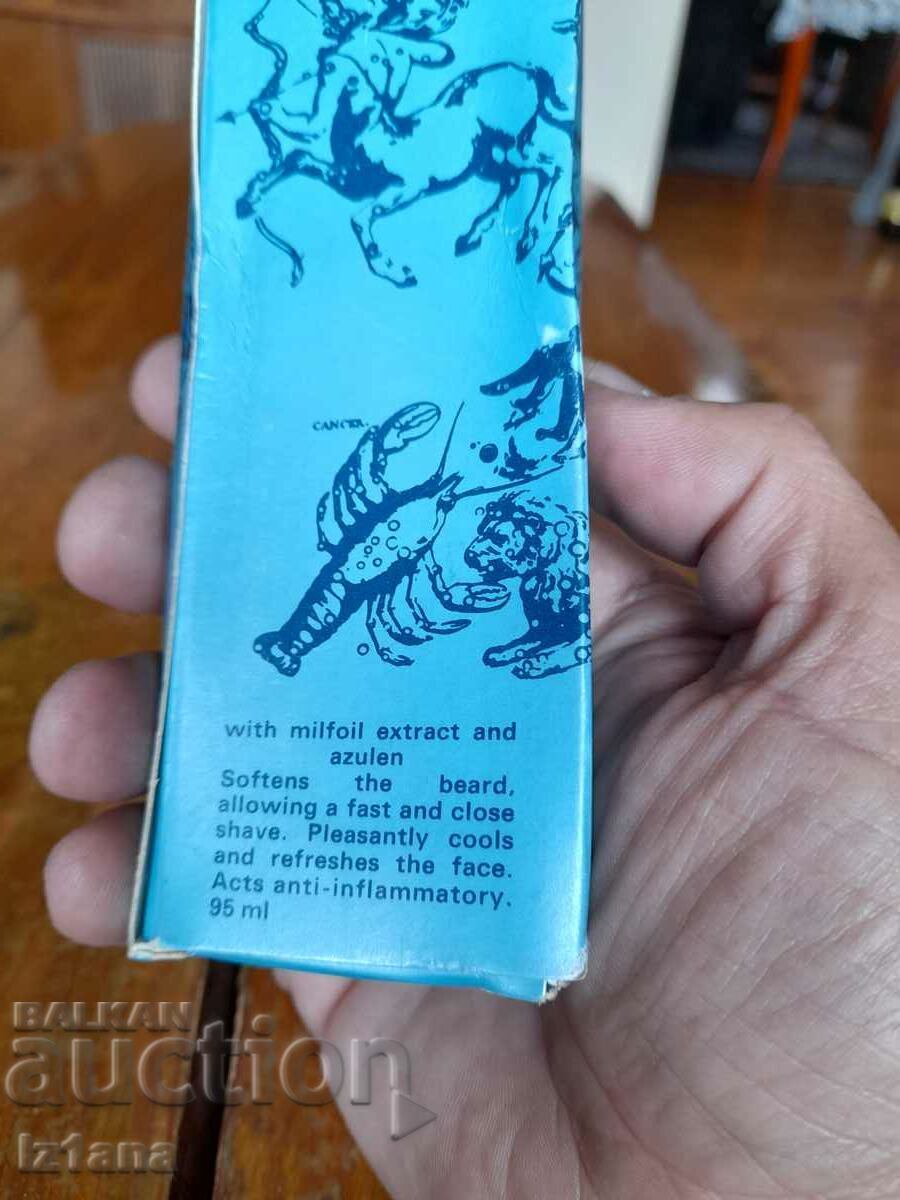 CANCER.
with milfoil extract and
azulen
Softens the beard,
allowing a fast and close
shave. Pleasantly cools
and refreshes the face.
Acts anti-inflammatory.
95 ml
BALKAN
auction
Iz1ana